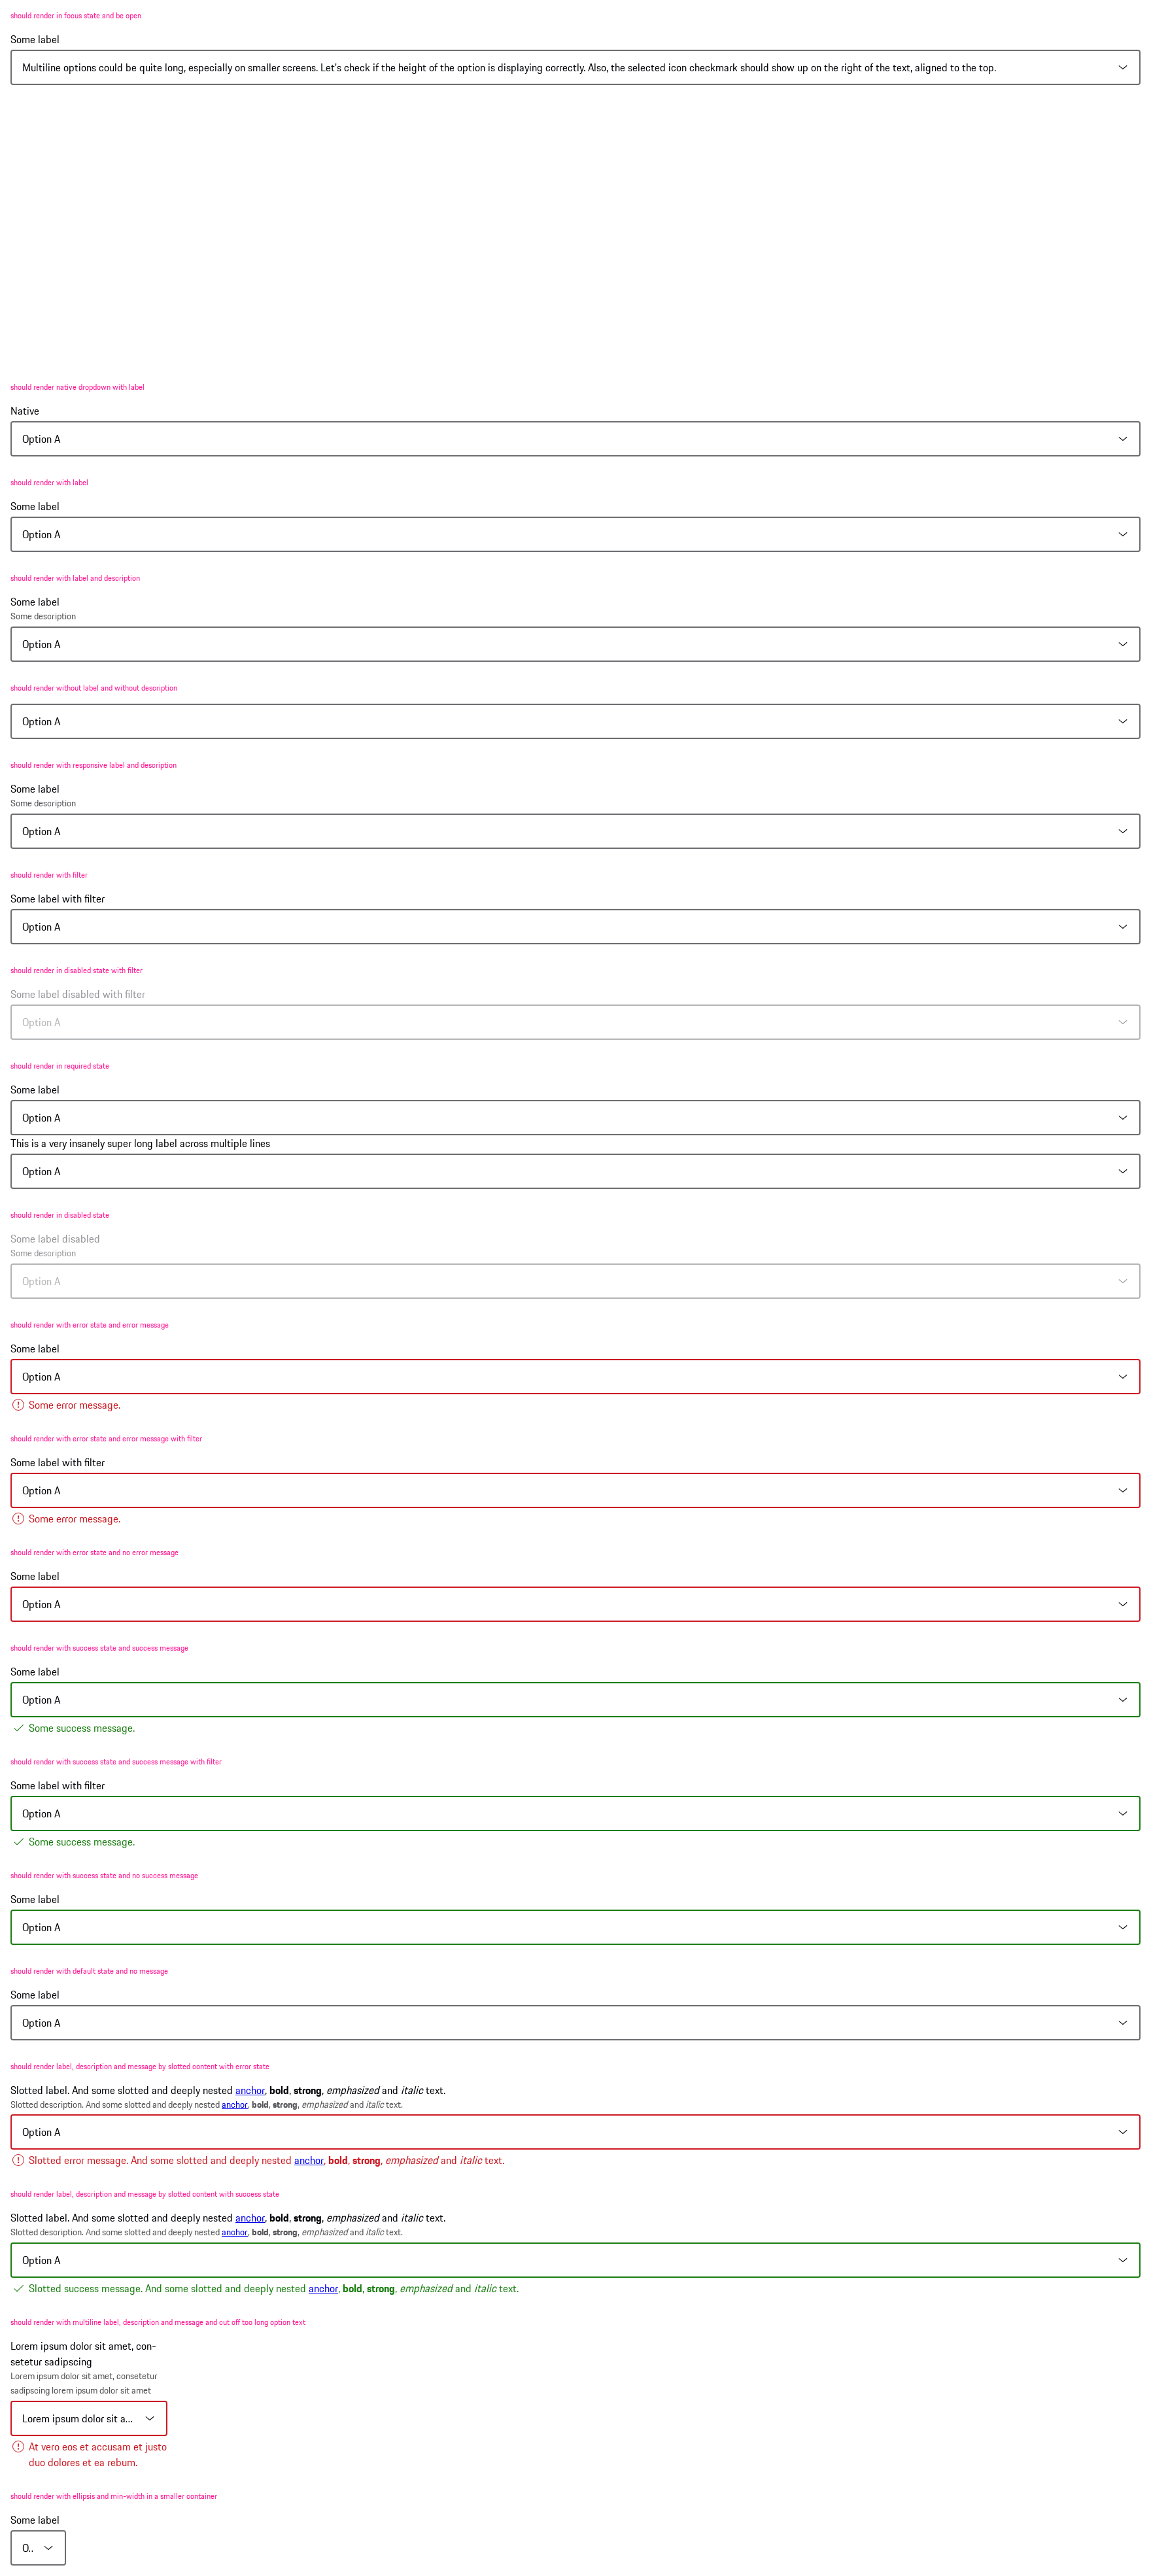 should render in focus state and be open
Some label
Multiline options could be quite long, especially on smaller screens. Let's check if the height of the option is displaying correctly. Also, the selected icon checkmark should show up on the right of the text, aligned to the top.
should render native dropdown with label
Native
Option A
should render with label
Some label
Option A
should render with label and description
Some label
Some description
Option A
should render without label and without description
Option A
should render with responsive label and description
Some label
Some description
Option A
should render with filter
Some label with filter
Option A
should render in disabled state with filter
Some label disabled with filter
Option A
should render in required state
Some label
Option A
This is a very insanely super long label across multiple lines
Option A
should render in disabled state
Some label disabled
Some description
Option A
should render with error state and error message
Some label
Option A
Some error message.
should render with error state and error message with filter
Some label with filter
Option A
Some error message.
should render with error state and no error message
Some label
Option A
should render with success state and success message
Some label
Option A
Some success message.
should render with success state and success message with filter
Some label with filter
Option A
Some success message.
should render with success state and no success message
Some label
Option A
should render with default state and no message
Some label
Option A
should render label, description and message by slotted content with error state
Slotted label. And some slotted and deeply nested anchor, bold, strong, emphasized and italic text.
Slotted description. And some slotted and deeply nested anchor, bold, strong, emphasized and italic text.
Option A
Slotted error message. And some slotted and deeply nested anchor, bold, strong, emphasized and italic text.
should render label, description and message by slotted content with success state
Slotted label. And some slotted and deeply nested anchor, bold, strong, emphasized and italic text.
Slotted description. And some slotted and deeply nested anchor, bold, strong, emphasized and italic text.
Option A
Slotted success message. And some slotted and deeply nested anchor, bold, strong, emphasized and italic text.
should render with multiline label, description and message and cut off too long option text
Lorem ipsum dolor sit amet, con-
setetur sadipscing
Lorem ipsum dolor sit amet, consetetur
sadipscing lorem ipsum dolor sit amet
Lorem ipsum dolor sit a...
At vero eos et accusam et justo
duo dolores et ea rebum.
should render with ellipsis and min-width in a smaller container
Some label
O..